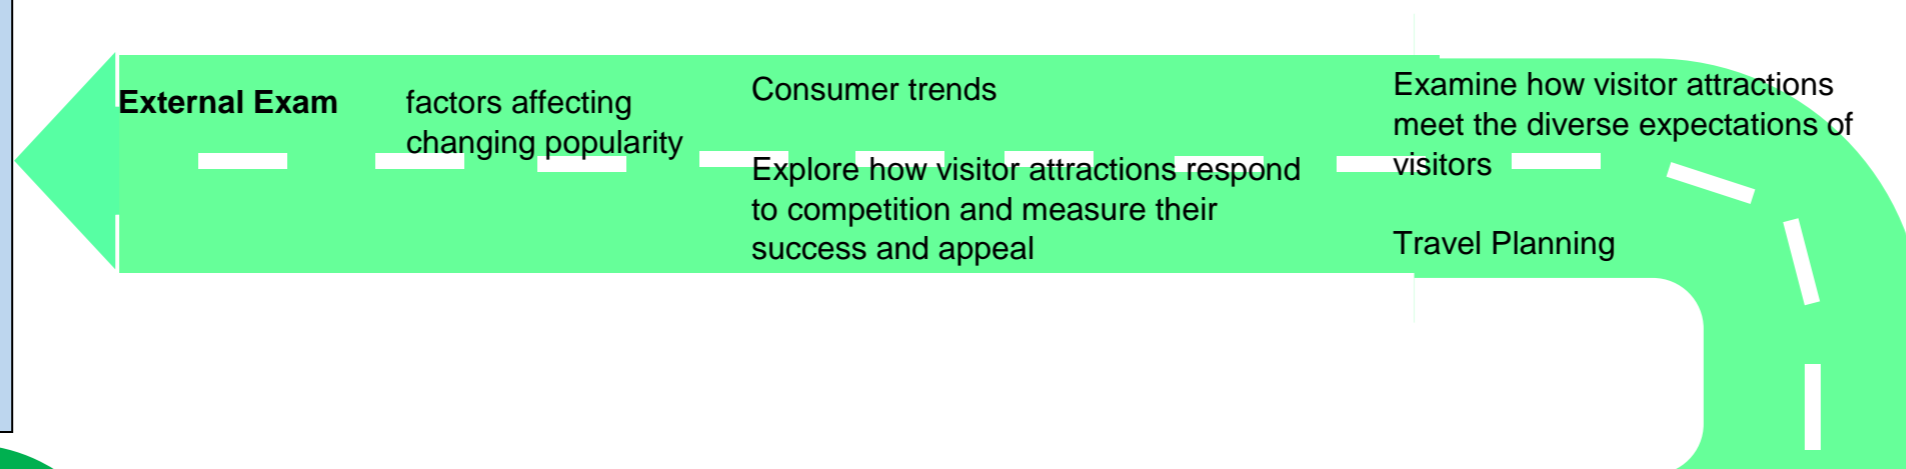 External Exam
factors affecting
changing popularity
Consumer trends
Explore how visitor attractions respond
to competition and measure their
success and appeal
Examine how visitor attractions
meet the diverse expectations of
visitors
Travel Planning